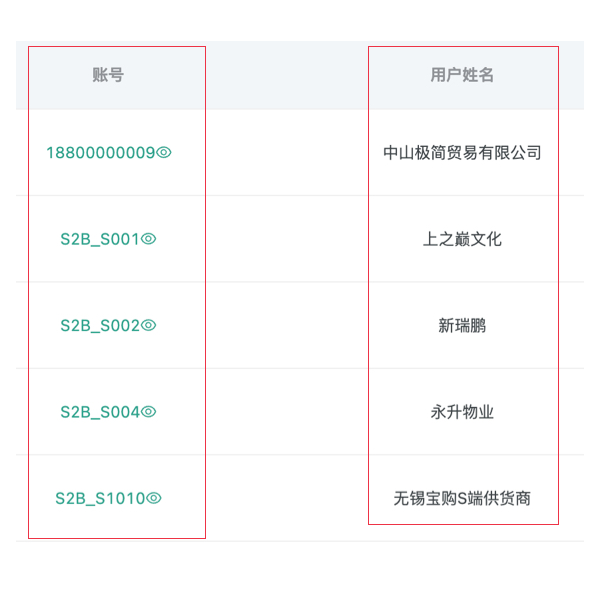 账号 用户姓名
18800000009 中山极简贸易有限公司
S2B_S001 上之巅文化
S2B_S002 新瑞鹏
S2B_S004 永升物业
S2B_S1010 无锡宝购S端供货商